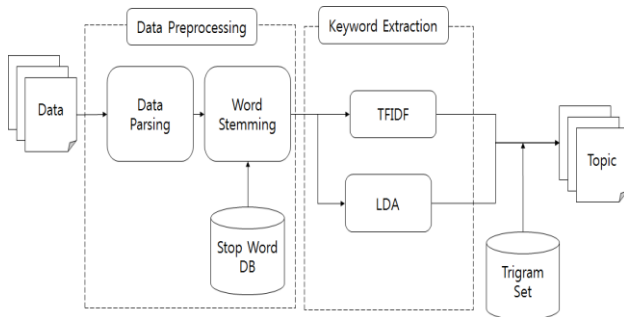 Data Preprocessing
Keyword Extraction
Data
Data
Parsing
Word
Stemming
TFIDF
LDA
Topic
Stop Word
DB
Trigram
Set